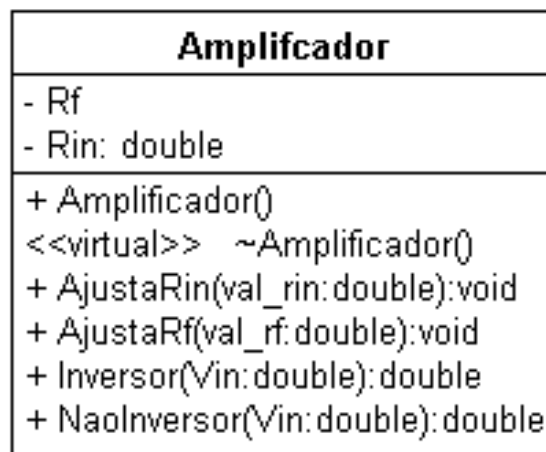 Amplifcador
- Rf
- Rin: double
+ Amplificador()
<<virtual>> ~Amplificador()
+ AjustaRin(val_rin:double):void
+ AjustaRf(val_rf:double):void
+ Inversor(Vin:double):double
+ NaoInversor(Vin:double):double